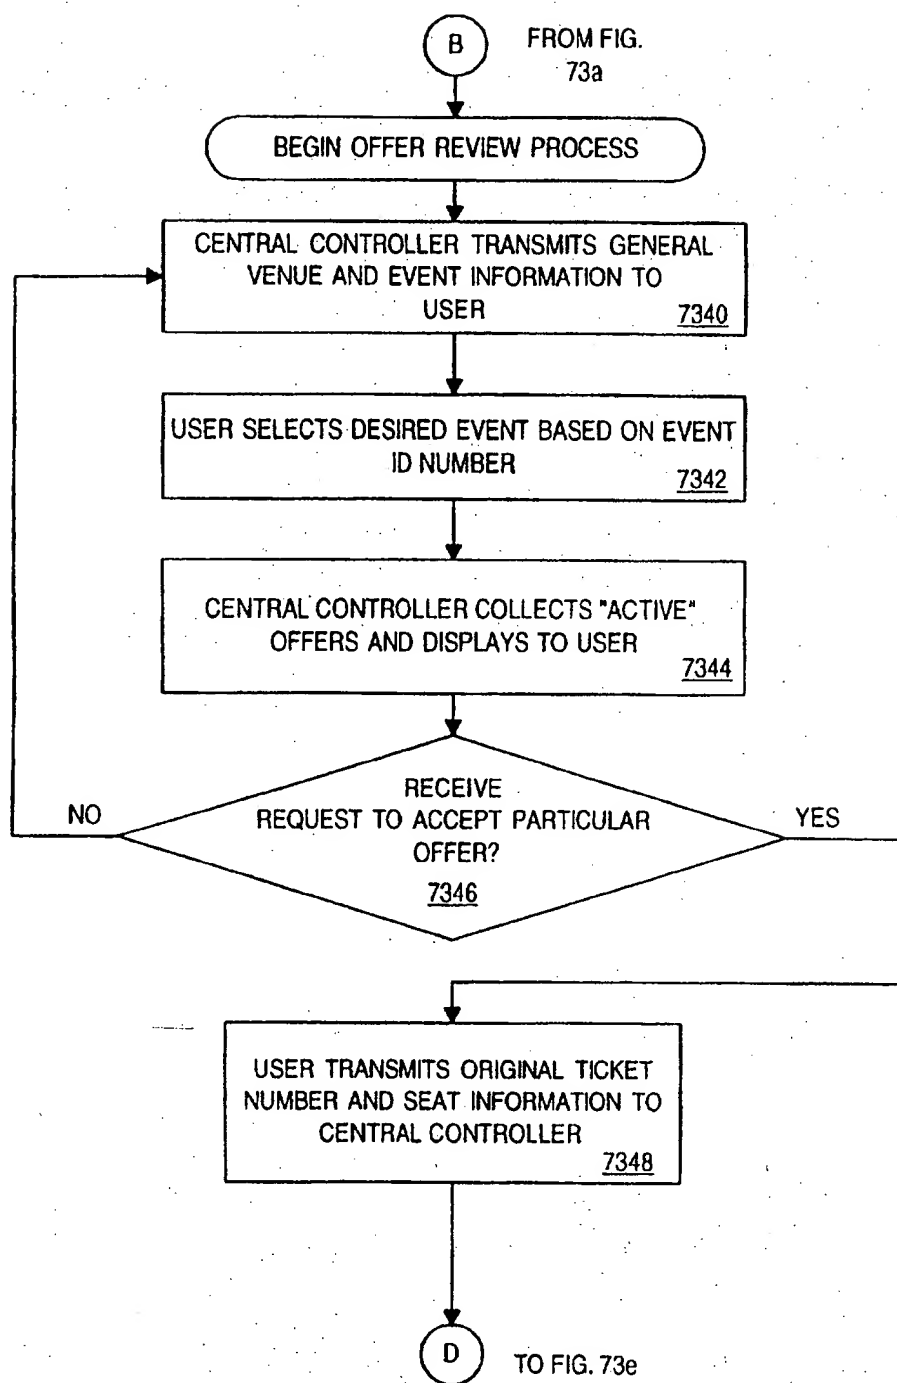 B
FROM FIG.
73a
BEGIN OFFER REVIEW PROCESS
CENTRAL CONTROLLER TRANSMITS GENERAL
VENUE AND EVENT INFORMATION TO
USER
7340
USER SELECTS DESIRED EVENT BASED ON EVENT
ID NUMBER
7342
CENTRAL CONTROLLER COLLECTS "ACTIVE"
OFFERS AND DISPLAYS TO USER
7344
NO
RECEIVE
REQUEST TO ACCEPT PARTICULAR
OFFER?
7346
YES
USER TRANSMITS ORIGINAL TICKET
NUMBER AND SEAT INFORMATION TO
CENTRAL CONTROLLER
7348
D
TO FIG. 73e